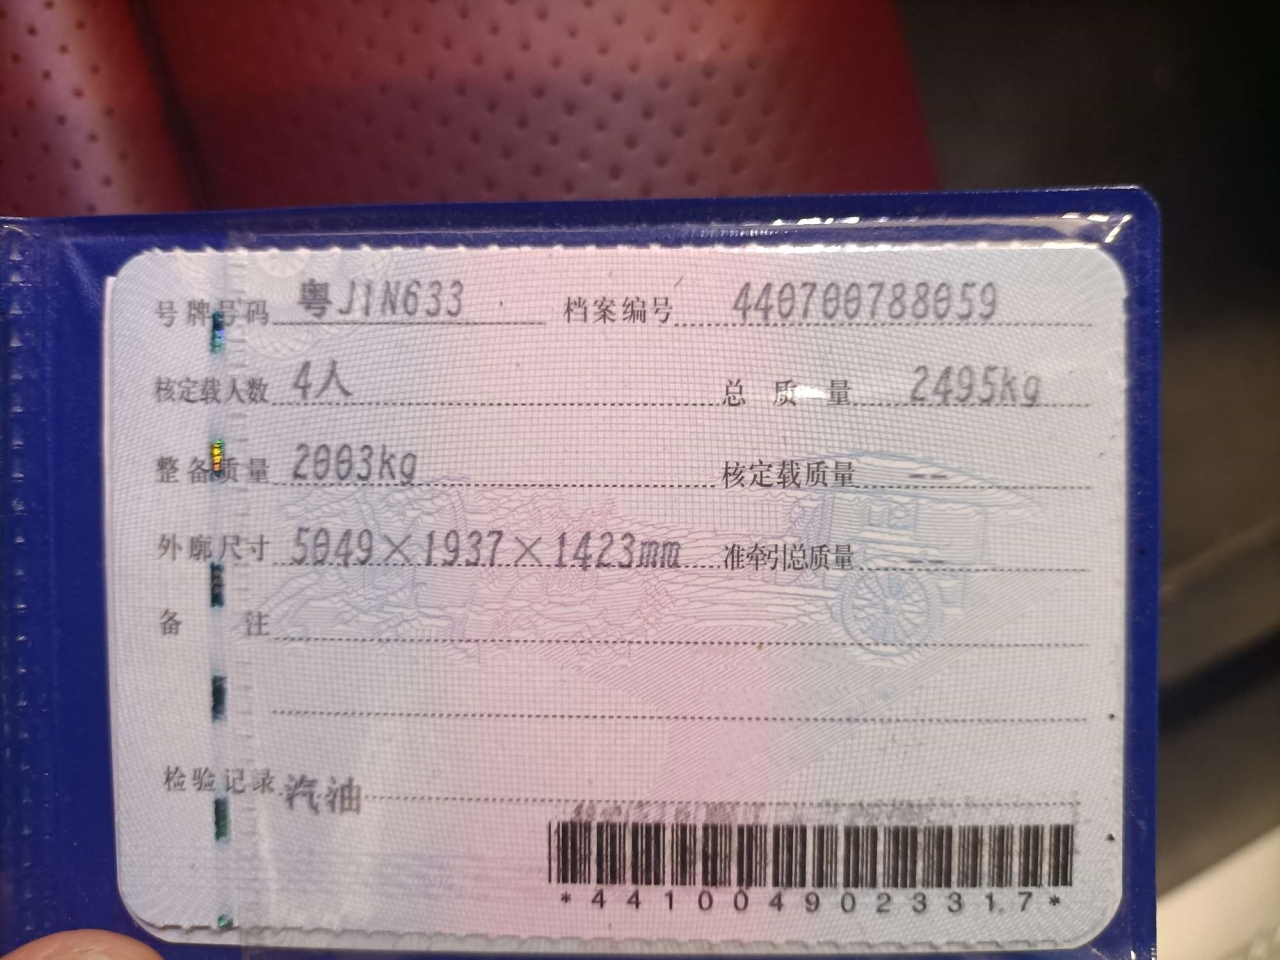 号牌号码 粤J1N633 档案编号 440700788059
核定载人数 4人 总质量 2495kg
整备质量 2003kg 核定载质量 --
外廓尺寸 5049×1937×1423mm 准牵引总质量 --
备注
检验记录 汽油
*4410049023317*